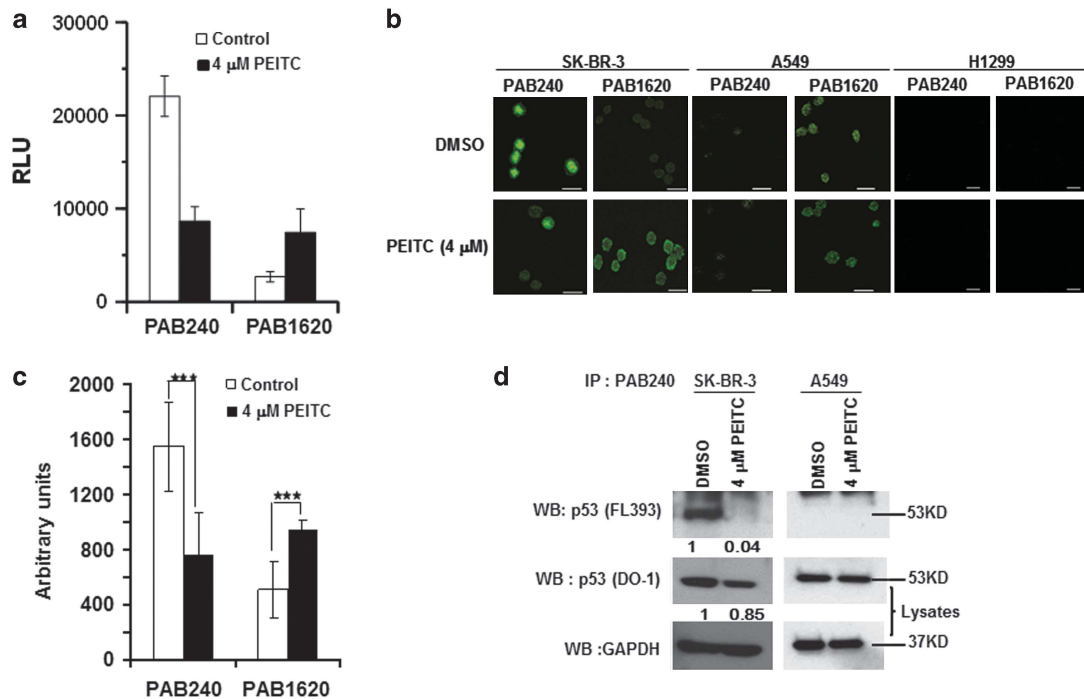 a
30000
20000
10000
0
RLU
Control
4 µM PEITC
PAB240 PAB1620
b
SK-BR-3 A549 H1299
PAB240 PAB1620 PAB240 PAB1620 PAB240 PAB1620
DMSO
PEITC (4 µM)
c
2000
1600
1200
800
400
0
Arbitrary units
Control
4 µM PEITC
***
***
PAB240 PAB1620
d
IP : PAB240 SK-BR-3 A549
DMSO 4 µM PEITC DMSO 4 µM PEITC
WB: p53 (FL393) 53KD
1 0.04
WB : p53 (DO-1) 53KD
1 0.85
Lysates
WB :GAPDH 37KD